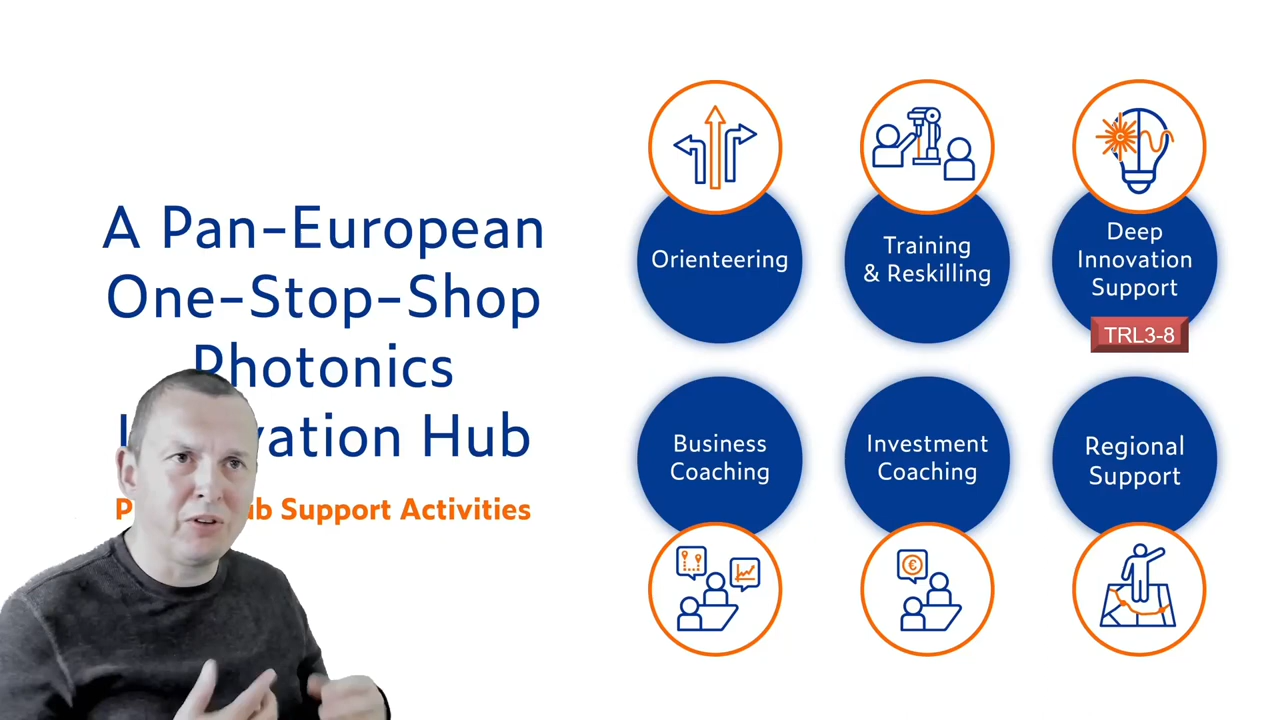 A Pan-European
One-Stop-Shop
Photonics
Hub
Support Activities
Orienteering
Training
& Reskilling
Deep
Innovation
Support
TRL3-8
Business
Coaching
Investment
Coaching
Regional
Support
€